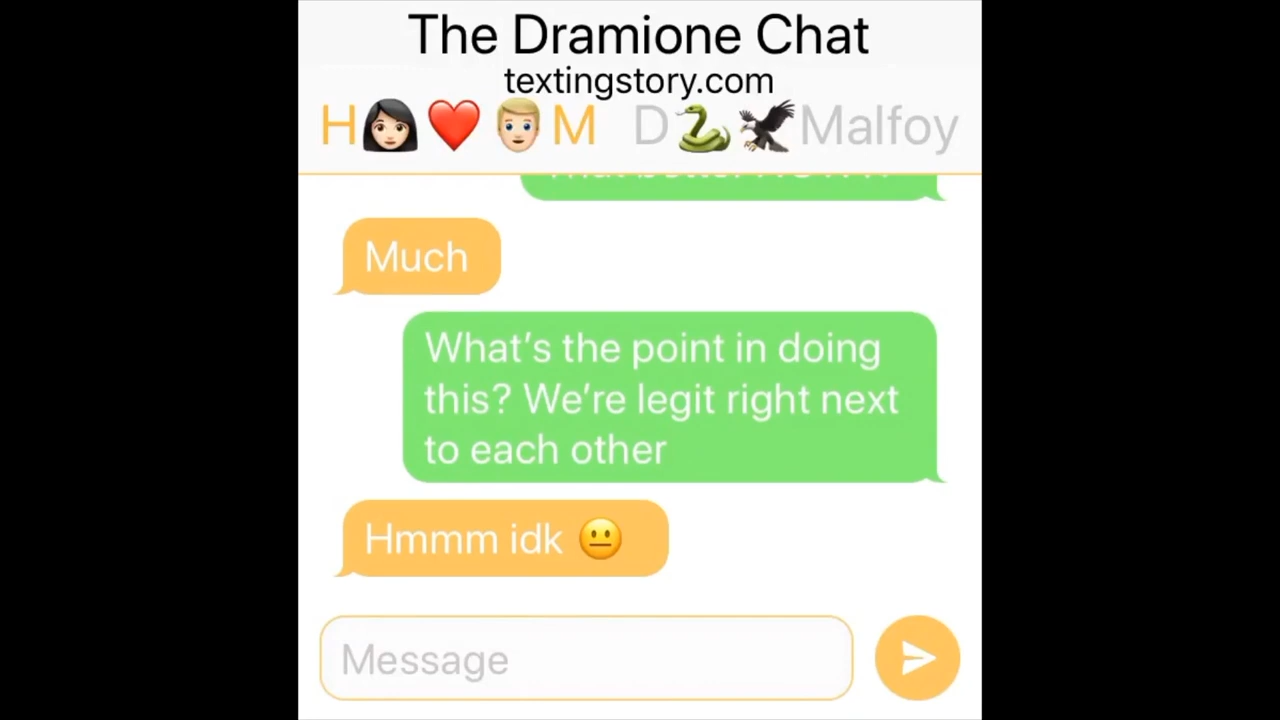 The Dramione Chat
textingstory.com
H👩🏻❤️👱🏼‍♂️M D🐍🦅Malfoy
Much
What's the point in doing
this? We're legit right next
to each other
Hmmm idk 😐
Message